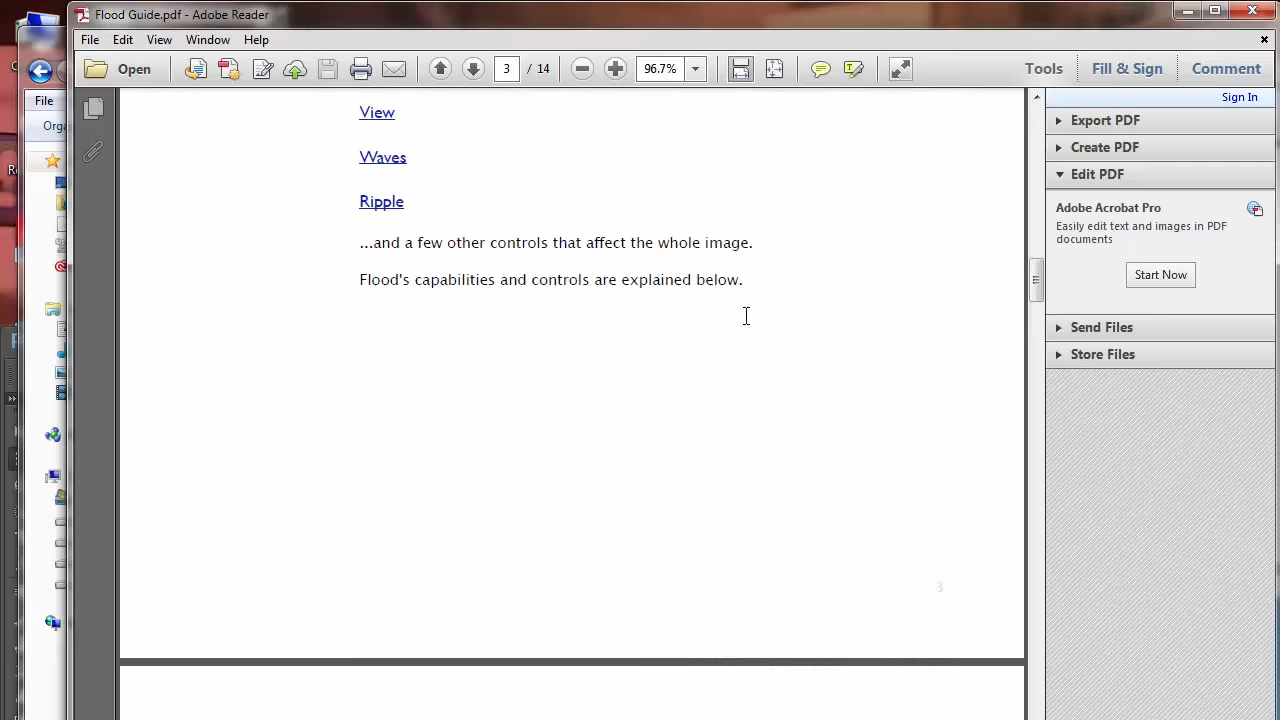 Flood Guide.pdf - Adobe Reader
File Edit View Window Help
Open 3 / 14 96.7% Tools Fill & Sign Comment
Sign In
File
Orga
View
Waves
Ripple
...and a few other controls that affect the whole image.
Flood's capabilities and controls are explained below.
3
Export PDF
Create PDF
Edit PDF
Adobe Acrobat Pro
Easily edit text and images in PDF
documents
Start Now
Send Files
Store Files